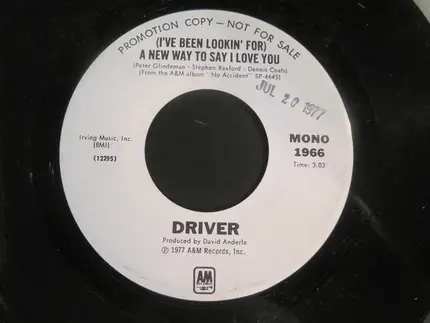 PROMOTION COPY - NOT FOR SALE
(I'VE BEEN LOOKIN' FOR)
A NEW WAY TO SAY I LOVE YOU
(Peter Glindeman - Stephen Rexford - Dennis Coats)
(From the A&M album "No Accident" SP-4645)
JUL 20 1977
Irving Music, Inc.
(BMI)
(12295)
MONO
1966
Time: 3:03
DRIVER
Produced by David Anderle
℗ 1977 A&M Records, Inc.
A&M